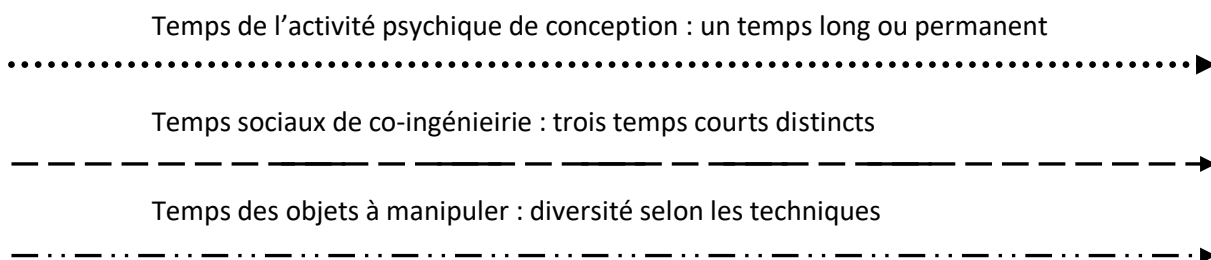 Temps de l’activité psychique de conception : un temps long ou permanent
Temps sociaux de co-ingénieirie : trois temps courts distincts
Temps des objets à manipuler : diversité selon les techniques